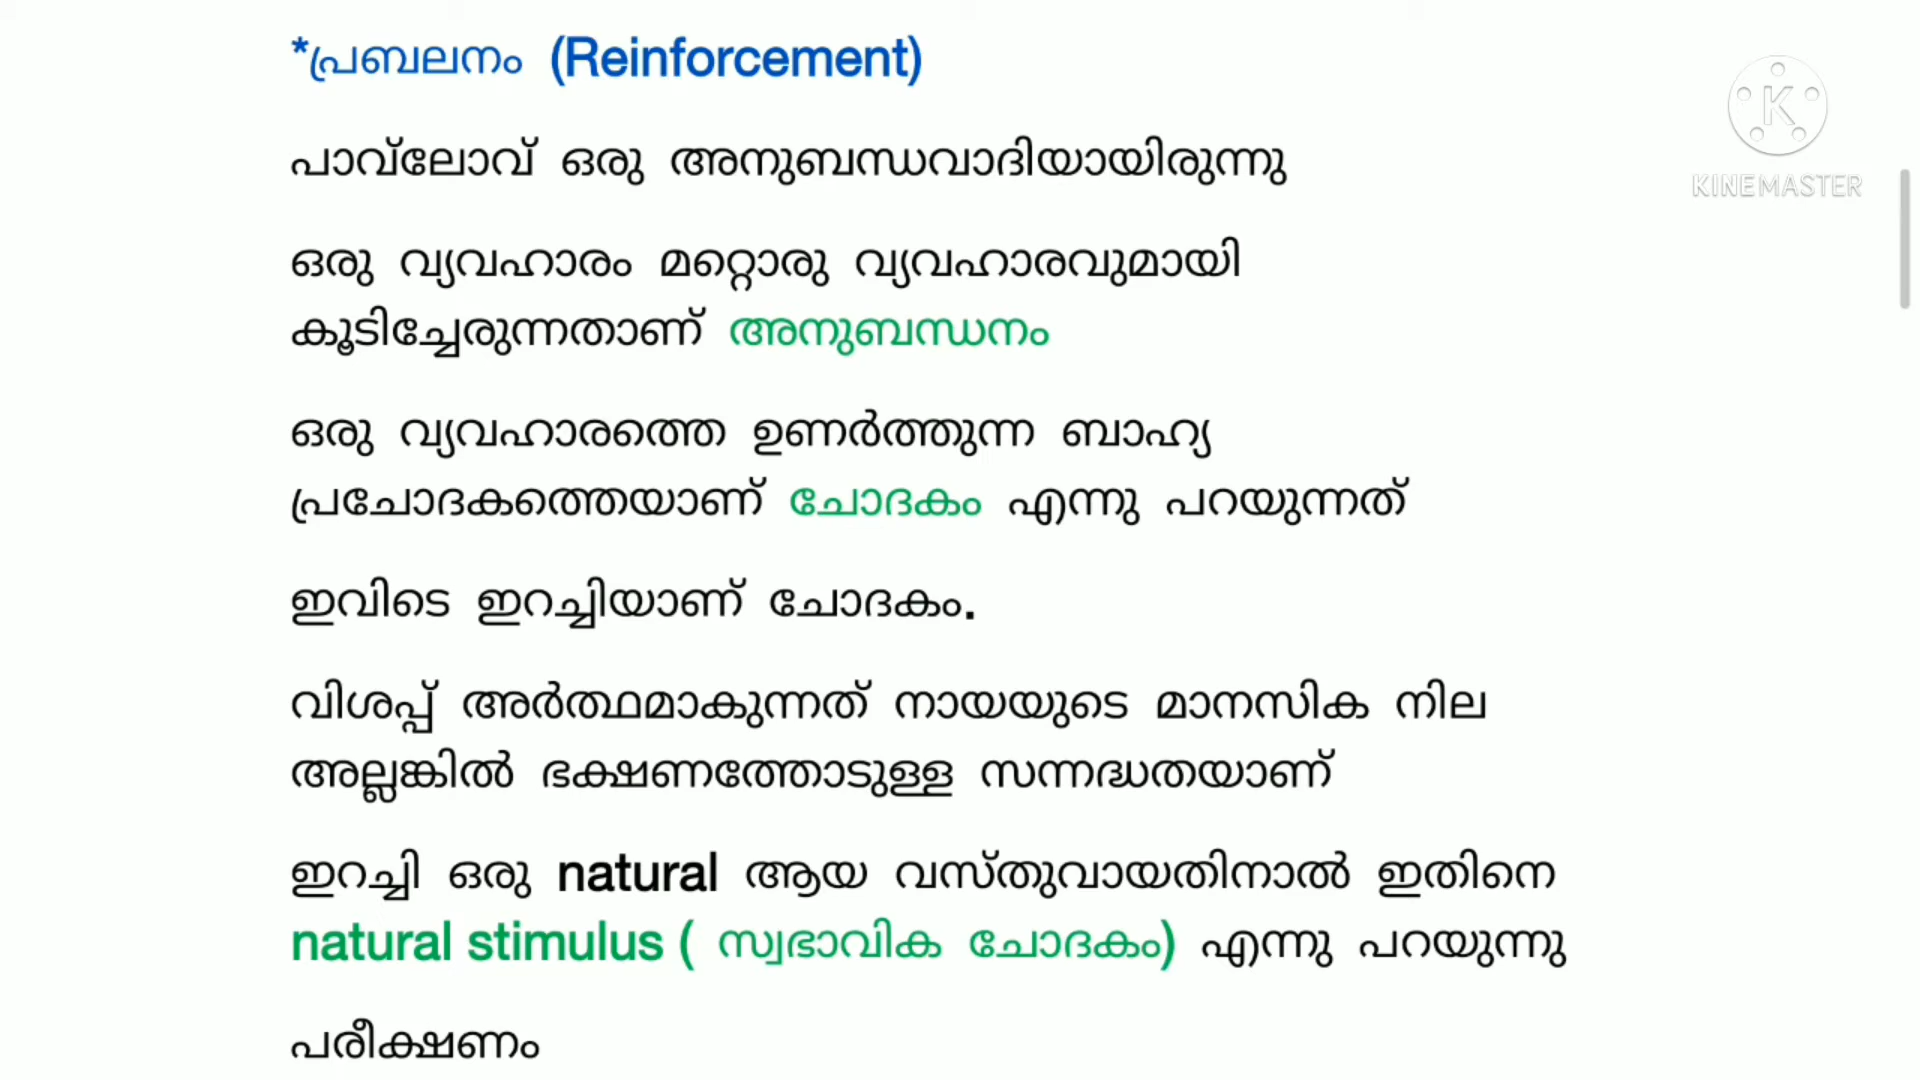 *പ്രബലനം (Reinforcement)
പാവ്ലോവ് ഒരു അനുബന്ധവാദിയായിരുന്നു
ഒരു വ്യവഹാരം മറ്റൊരു വ്യവഹാരവുമായി
കൂടിച്ചേരുന്നതാണ് അനുബന്ധനം
ഒരു വ്യവഹാരത്തെ ഉണർത്തുന്ന ബാഹ്യ
പ്രചോദകത്തെയാണ് ചോദകം എന്നു പറയുന്നത്
ഇവിടെ ഇറച്ചിയാണ് ചോദകം.
വിശപ്പ് അർത്ഥമാകുന്നത് നായയുടെ മാനസിക നില
അല്ലങ്കിൽ ഭക്ഷണത്തോടുള്ള സന്നദ്ധതയാണ്
ഇറച്ചി ഒരു natural ആയ വസ്തുവായതിനാൽ ഇതിനെ
natural stimulus ( സ്വഭാവിക ചോദകം) എന്നു പറയുന്നു
പരീക്ഷണം
K
KINEMASTER